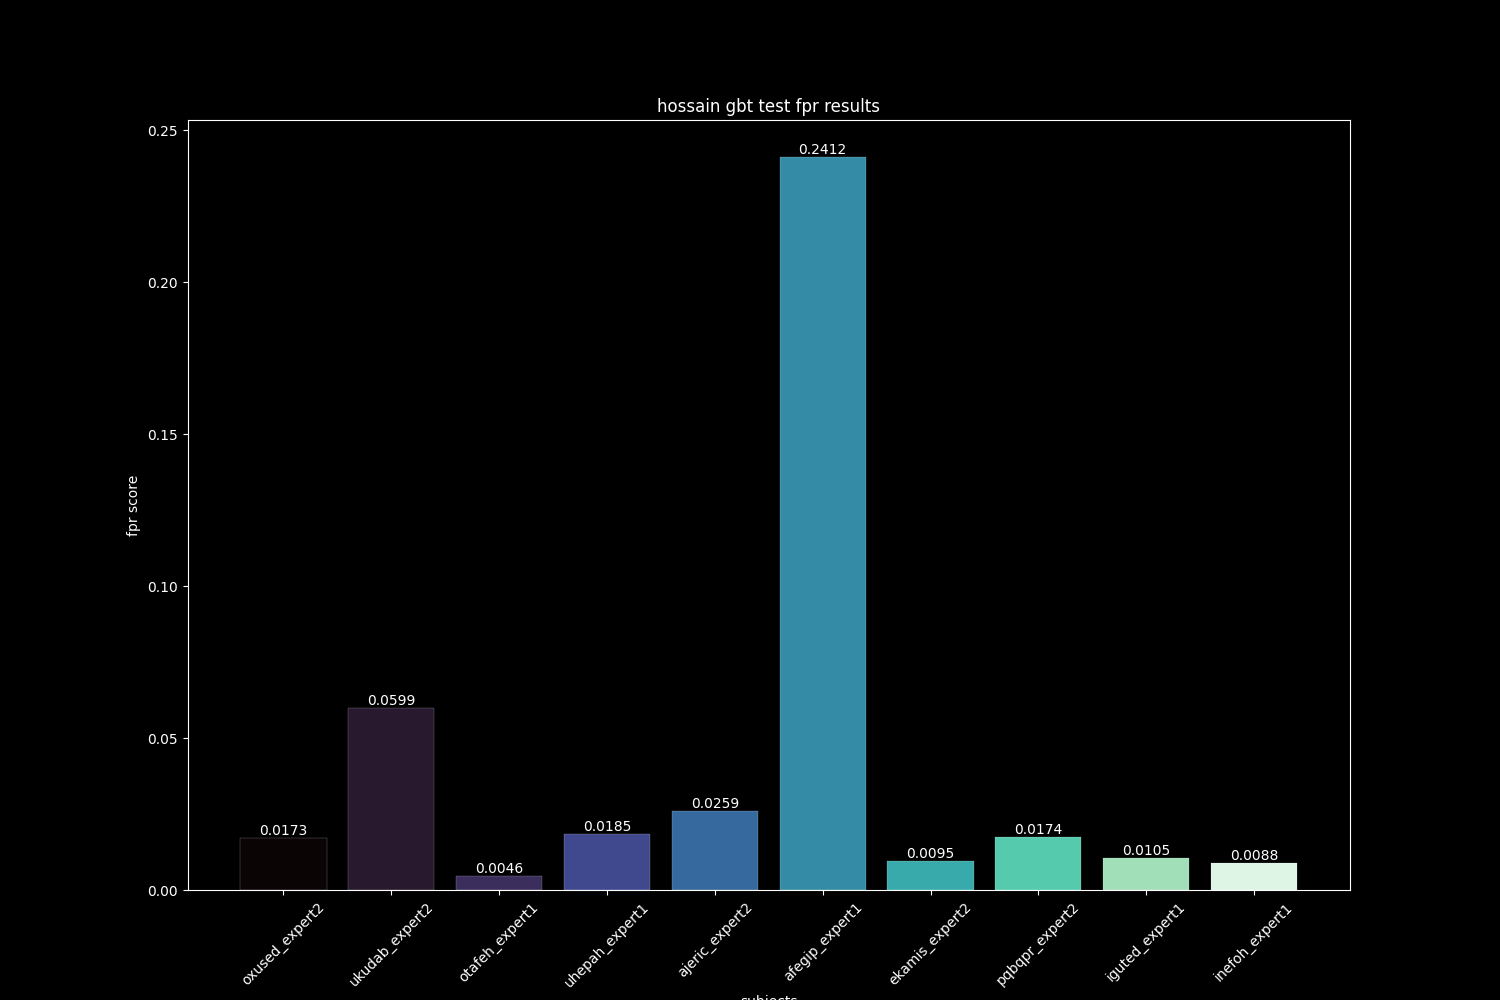 hossain gbt test fpr results
0.25
0.20
0.15
0.10
0.05
0.00
fpr score
0.0173
0.0599
0.0046
0.0185
0.0259
0.2412
0.0095
0.0174
0.0105
0.0088
oxused_expert2
ukudab_expert2
otafeh_expert1
uhepah_expert1
ajeric_expert2
afegip_expert1
ekamis_expert2
pqbqpr_expert2
iguted_expert1
inefoh_expert1
subjects